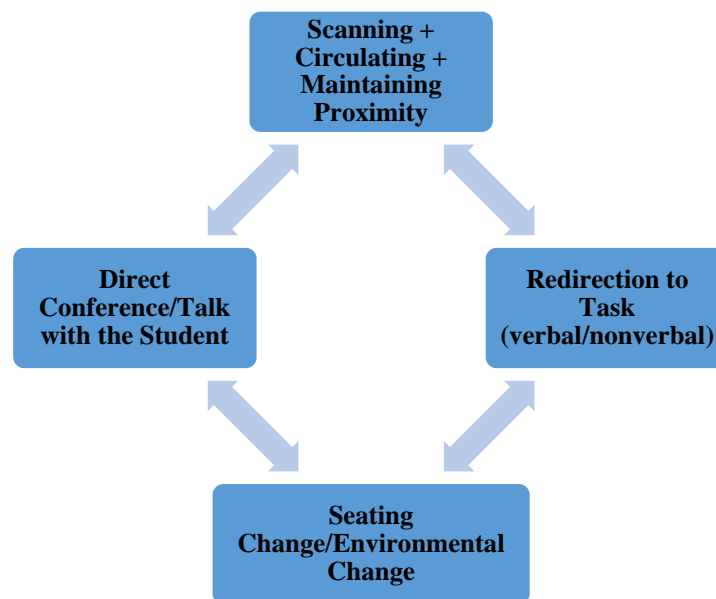 Scanning +
Circulating +
Maintaining
Proximity
Direct
Conference/Talk
with the Student
Redirection to
Task
(verbal/nonverbal)
Seating
Change/Environmental
Change